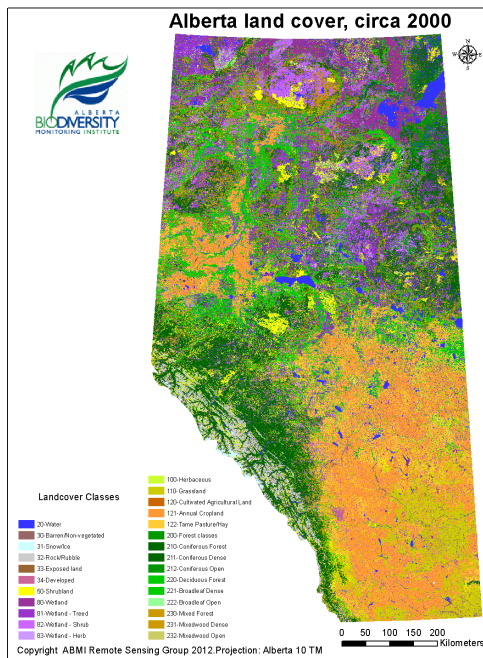 Alberta land cover, circa 2000
N
W
E
S
ALBERTA
BIODIVERSITY
MONITORING INSTITUTE
Landcover Classes
20-Water
30-Barren/Non-vegetated
31-Snow/Ice
32-Rock/Rubble
33-Exposed land
34-Developed
50-Shrubland
80-Wetland
81-Wetland - Treed
82-Wetland - Shrub
83-Wetland - Herb
100-Herbaceous
110-Grassland
120-Cultivated Agricultural Land
121-Annual Cropland
122-Tame Pasture/Hay
200-Forest classes
210-Coniferous Forest
211-Coniferous Dense
212-Coniferous Open
220-Deciduous Forest
221-Broadleaf Dense
222-Broadleaf Open
230-Mixed Forest
231-Mixedwood Dense
232-Mixedwood Open
0 50 100 150 200
Kilometers
Copyright ABMI Remote Sensing Group 2012.Projection: Alberta 10 TM